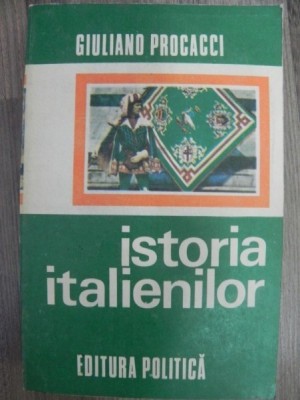 GIULIANO PROCACCI
istoria
italienilor
EDITURA POLITICĂ